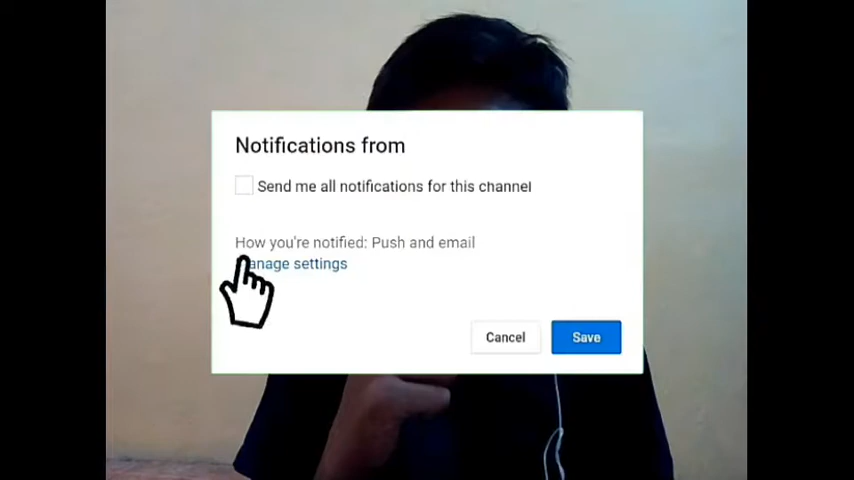 Notifications from
Send me all notifications for this channel
How you're notified: Push and email
anage settings
Cancel
Save